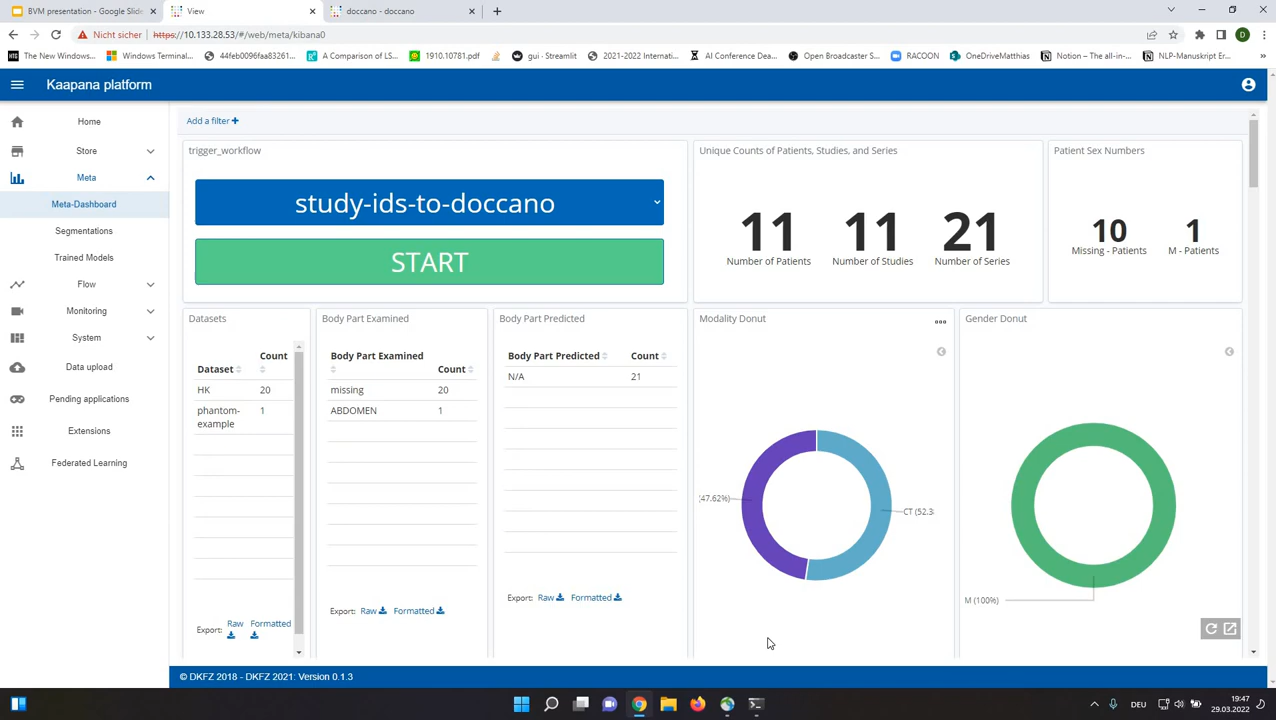 BVM presentation - Google Slide
View
doccano - doccano
Nicht sicher | https://10.133.28.53/#/web/meta/kibana0
The New Windows...
Windows Terminal...
44feb0096faa83261...
A Comparison of LS...
1910.10781.pdf
gui · Streamlit
2021-2022 Internati...
AI Conference Dea...
Open Broadcaster S...
RACOON
OneDriveMatthias
Notion – The all-in-...
NLP-Manuskript Er...
Kaapana platform
Home
Store
Meta
Meta-Dashboard
Segmentations
Trained Models
Flow
Monitoring
System
Data upload
Pending applications
Extensions
Federated Learning
Add a filter +
trigger_workflow
study-ids-to-doccano
START
Unique Counts of Patients, Studies, and Series
11 11 21
Number of Patients Number of Studies Number of Series
Patient Sex Numbers
10 1
Missing - Patients M - Patients
Datasets
Dataset Count
HK 20
phantom-
example 1
Export: Raw Formatted
Body Part Examined
Body Part Examined Count
missing 20
ABDOMEN 1
Export: Raw Formatted
Body Part Predicted
Body Part Predicted Count
N/A 21
Export: Raw Formatted
Modality Donut
(47.62%)
CT (52.3
Gender Donut
M (100%)
© DKFZ 2018 - DKFZ 2021: Version 0.1.3
DEU
19:47
29.03.2022